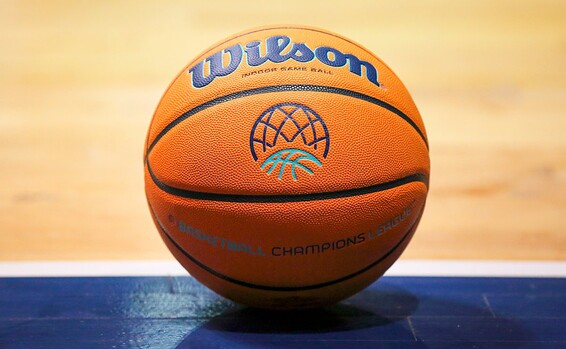 Wilson
INDOOR GAME BALL
BASKETBALL CHAMPIONS LEAGUE